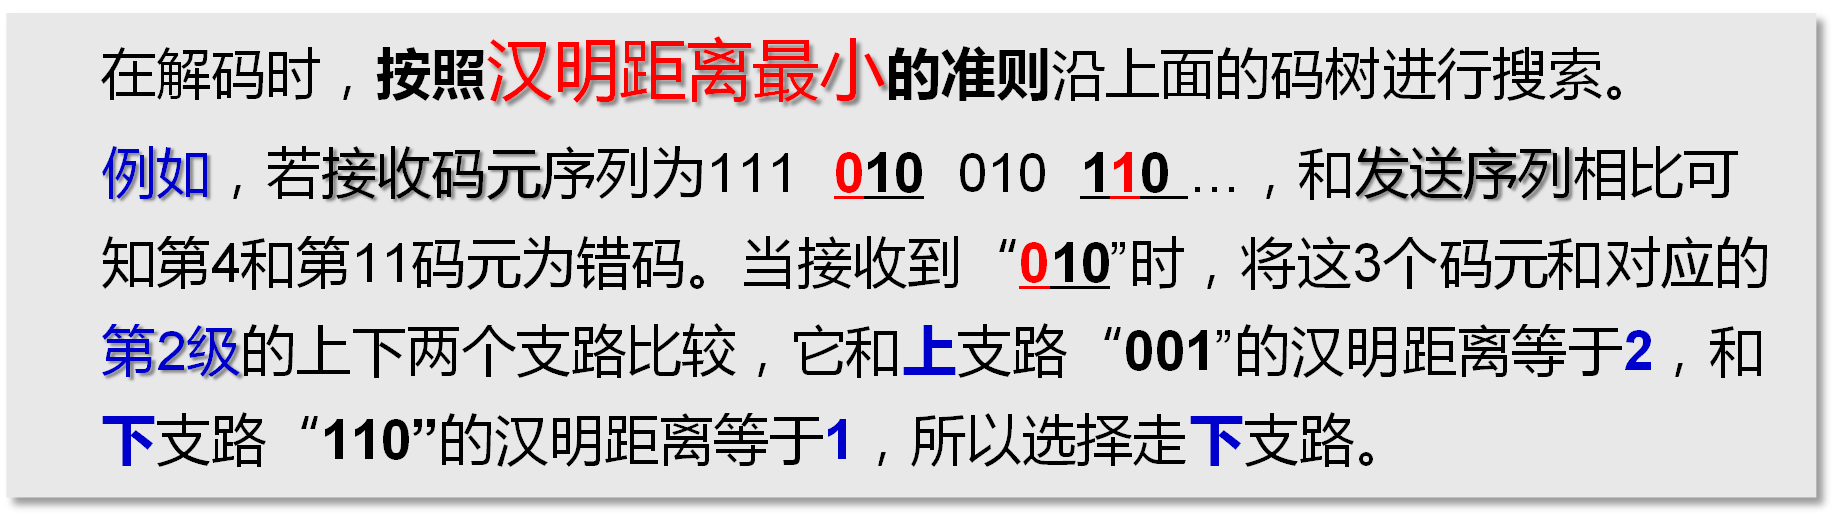 在解码时，按照汉明距离最小的准则沿上面的码树进行搜索。
例如，若接收码元序列为111 010 010 110 …，和发送序列相比可
知第4和第11码元为错码。当接收到“010”时，将这3个码元和对应的
第2级的上下两个支路比较，它和上支路“001”的汉明距离等于2，和
下支路“110”的汉明距离等于1，所以选择走下支路。